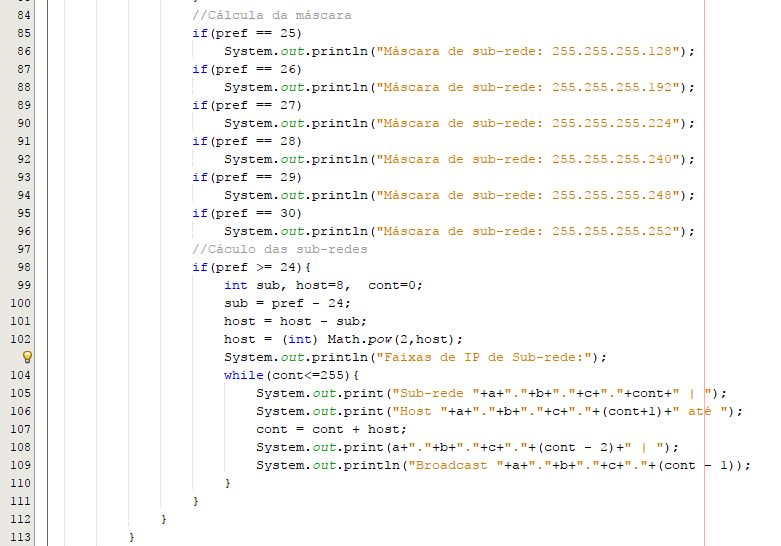 84 //Cálcula da máscara
85 if(pref == 25)
86 System.out.println("Máscara de sub-rede: 255.255.255.128");
87 if(pref == 26)
88 System.out.println("Máscara de sub-rede: 255.255.255.192");
89 if(pref == 27)
90 System.out.println("Máscara de sub-rede: 255.255.255.224");
91 if(pref == 28)
92 System.out.println("Máscara de sub-rede: 255.255.255.240");
93 if(pref == 29)
94 System.out.println("Máscara de sub-rede: 255.255.255.248");
95 if(pref == 30)
96 System.out.println("Máscara de sub-rede: 255.255.255.252");
97 //Cáculo das sub-redes
98 if(pref >= 24){
99 int sub, host=8,  cont=0;
100 sub = pref - 24;
101 host = host - sub;
102 host = (int) Math.pow(2,host);
System.out.println("Faixas de IP de Sub-rede:");
104 while(cont<=255){
105 System.out.print("Sub-rede "+a+"."+b+"."+c+"."+cont+" | ");
106 System.out.print("Host "+a+"."+b+"."+c+"."+(cont+1)+" até ");
107 cont = cont + host;
108 System.out.print(a+"."+b+"."+c+"."+(cont - 2)+" | ");
109 System.out.println("Broadcast "+a+"."+b+"."+c+"."+(cont - 1));
110 }
111 }
112 }
113 }